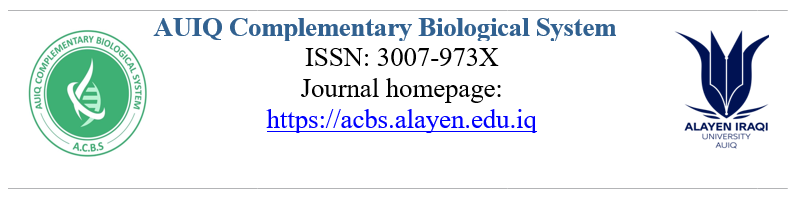 AUIQ Complementary Biological System
ISSN: 3007-973X
Journal homepage:
https://acbs.alayen.edu.iq
AUIQ COMPLEMENTARY BIOLOGICAL SYSTEM
A.C.B.S
ALAYEN IRAQI
UNIVERSITY
AUIQ